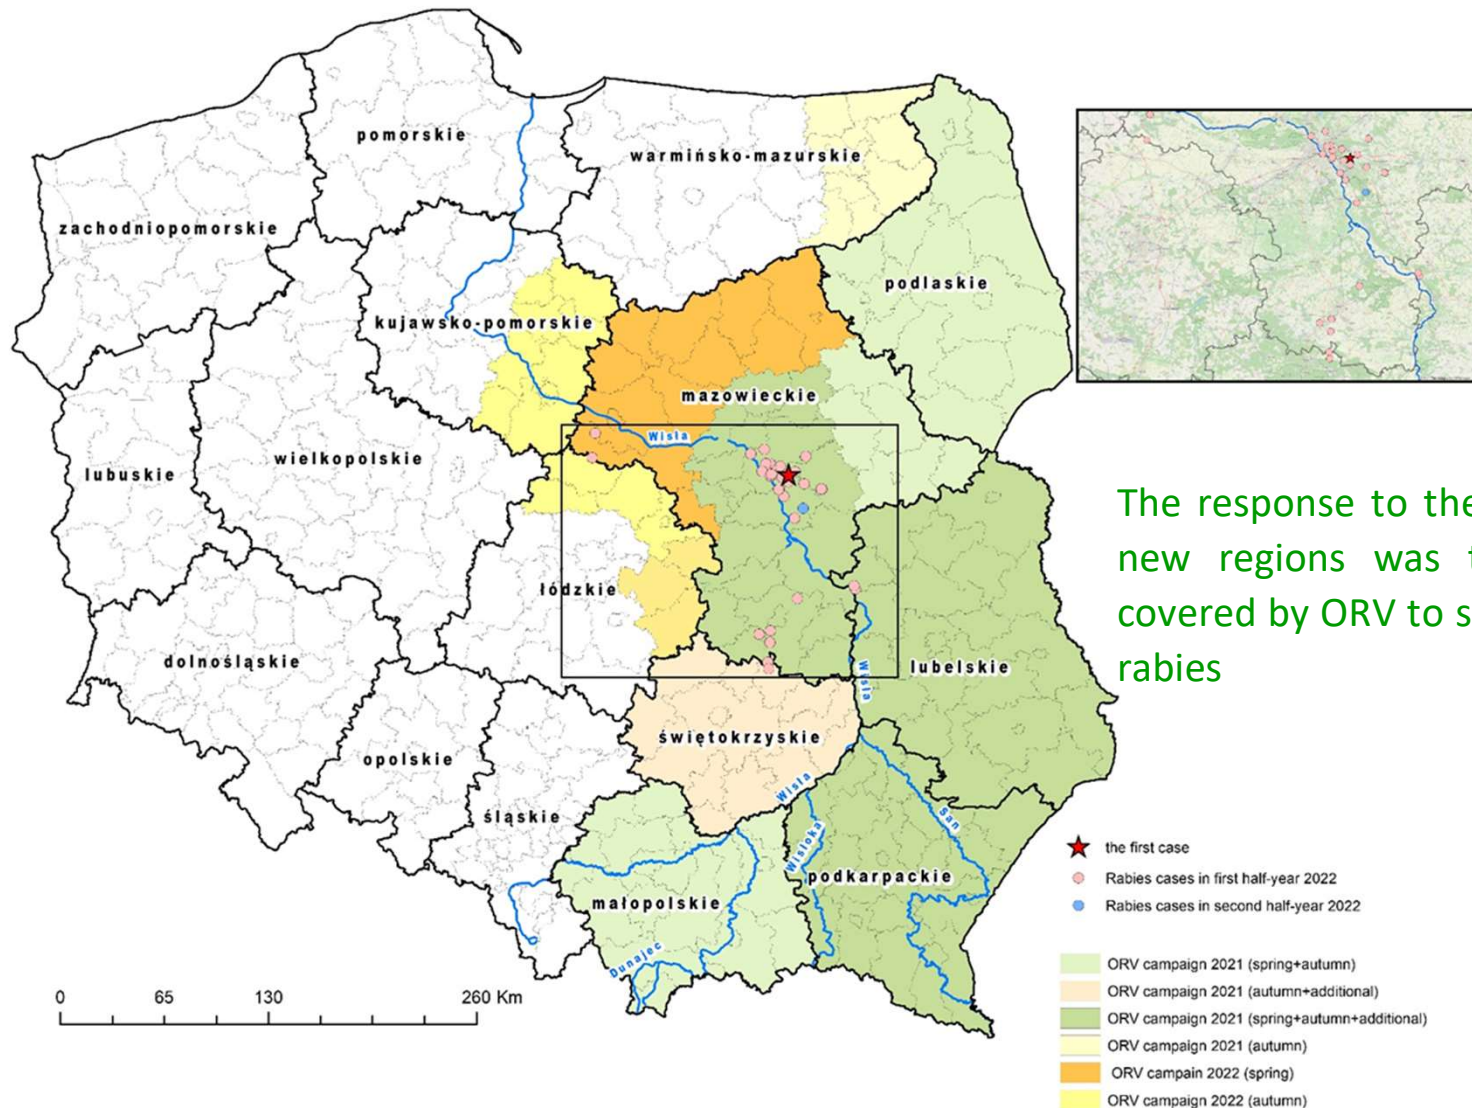 pomorskie
warmińsko-mazurskie
zachodniopomorskie
podlaskie
kujawsko-pomorskie
mazowieckie
Wisła
wielkopolskie
lubuskie
The response to the
new regions was
covered by ORV to
rabies
łódzkie
dolnośląskie
lubelskie
Wisła
świętokrzyskie
opolskie
Wisła
San
śląskie
Wisłoka
podkarpackie
małopolskie
Dunajec
the first case
Rabies cases in first half-year 2022
Rabies cases in second half-year 2022
0 65 130 260 Km
ORV campaign 2021 (spring+autumn)
ORV campaign 2021 (autumn+additional)
ORV campaign 2021 (spring+autumn+additional)
ORV campaign 2021 (autumn)
ORV campain 2022 (spring)
ORV campaign 2022 (autumn)